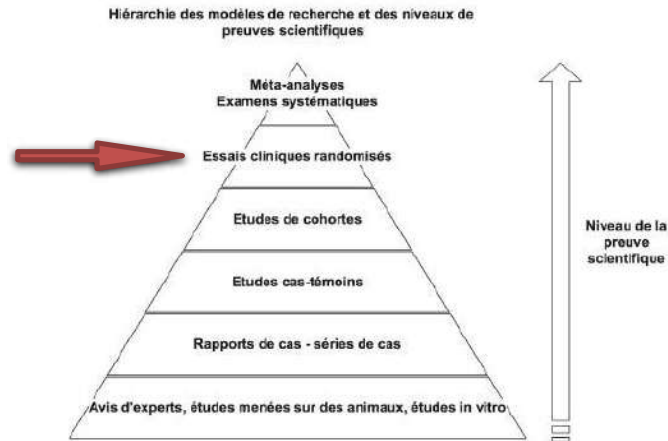 Hiérarchie des modèles de recherche et des niveaux de
preuves scientifiques
Méta-analyses
Examens systématiques
Essais cliniques randomisés
Etudes de cohortes
Etudes cas-témoins
Rapports de cas - séries de cas
Avis d'experts, études menées sur des animaux, études in vitro
Niveau de la
preuve
scientifique